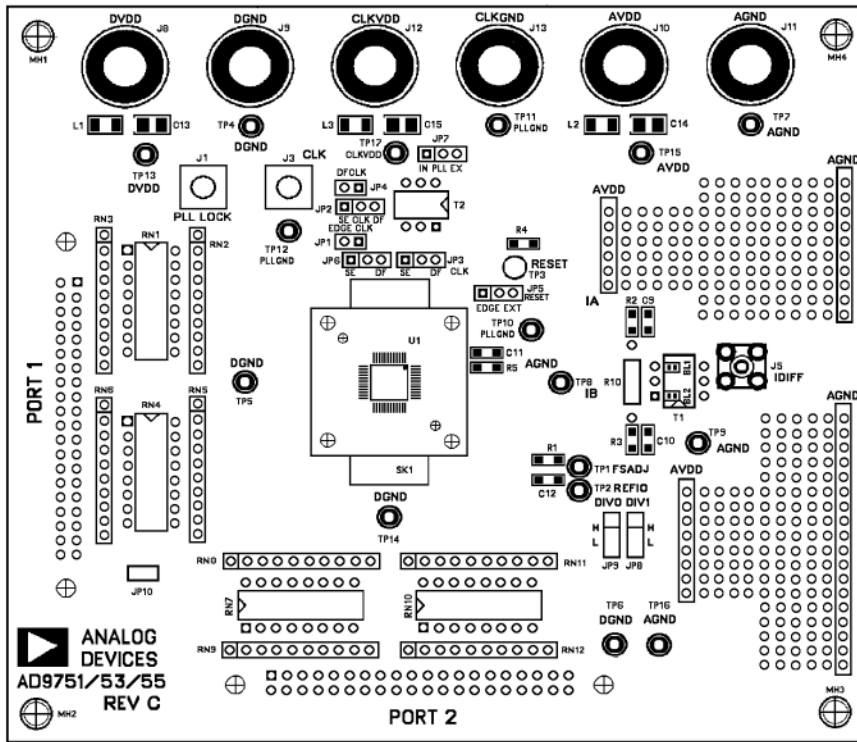 DVDD DGND CLKVDD CLKGND AVDD AGND
J8 J9 J12 J13 J10 J11
MH1 MH4
L1 C13 TP4 L3 C15 TP11 L2 C14 TP7
DGND TP17 JP7 PLLGND AGND
J1 J3 CLK CLKVDD TP15
TP13 IN PLL EX AVDD AGND
DVDD DFCLK JP4 AVDD
JP2 T2
PLL LOCK SE CLK DF
RN3 RN1 RN2 TP12 EDGE CLK R4
PLLGND JP1
JP6 JP3 RESET
SE DF SE DF CLK TP3
JP5
RESET
EDGE EXT IA
R2 C9
TP10
PLLGND
U1
PORT 1
DGND C11 AGND
R5 TP8 R10 BL1 J5
TP5 IB BL2 IDIFF
RN6 RN4 RN5 T1 AGND
R3 C10 TP9
AGND
R1 TP1 FSADJ AVDD
SK1
C12 TP2 REFIO
DGND DIV0 DIV1
TP14 H H
L L
RN8 RN11 JP9 JP8
JP10
RN7 RN10 TP6 TP16
DGND AGND
ANALOG
DEVICES RN9 RN12
AD9751/53/55
REV C
MH2 PORT 2 MH3